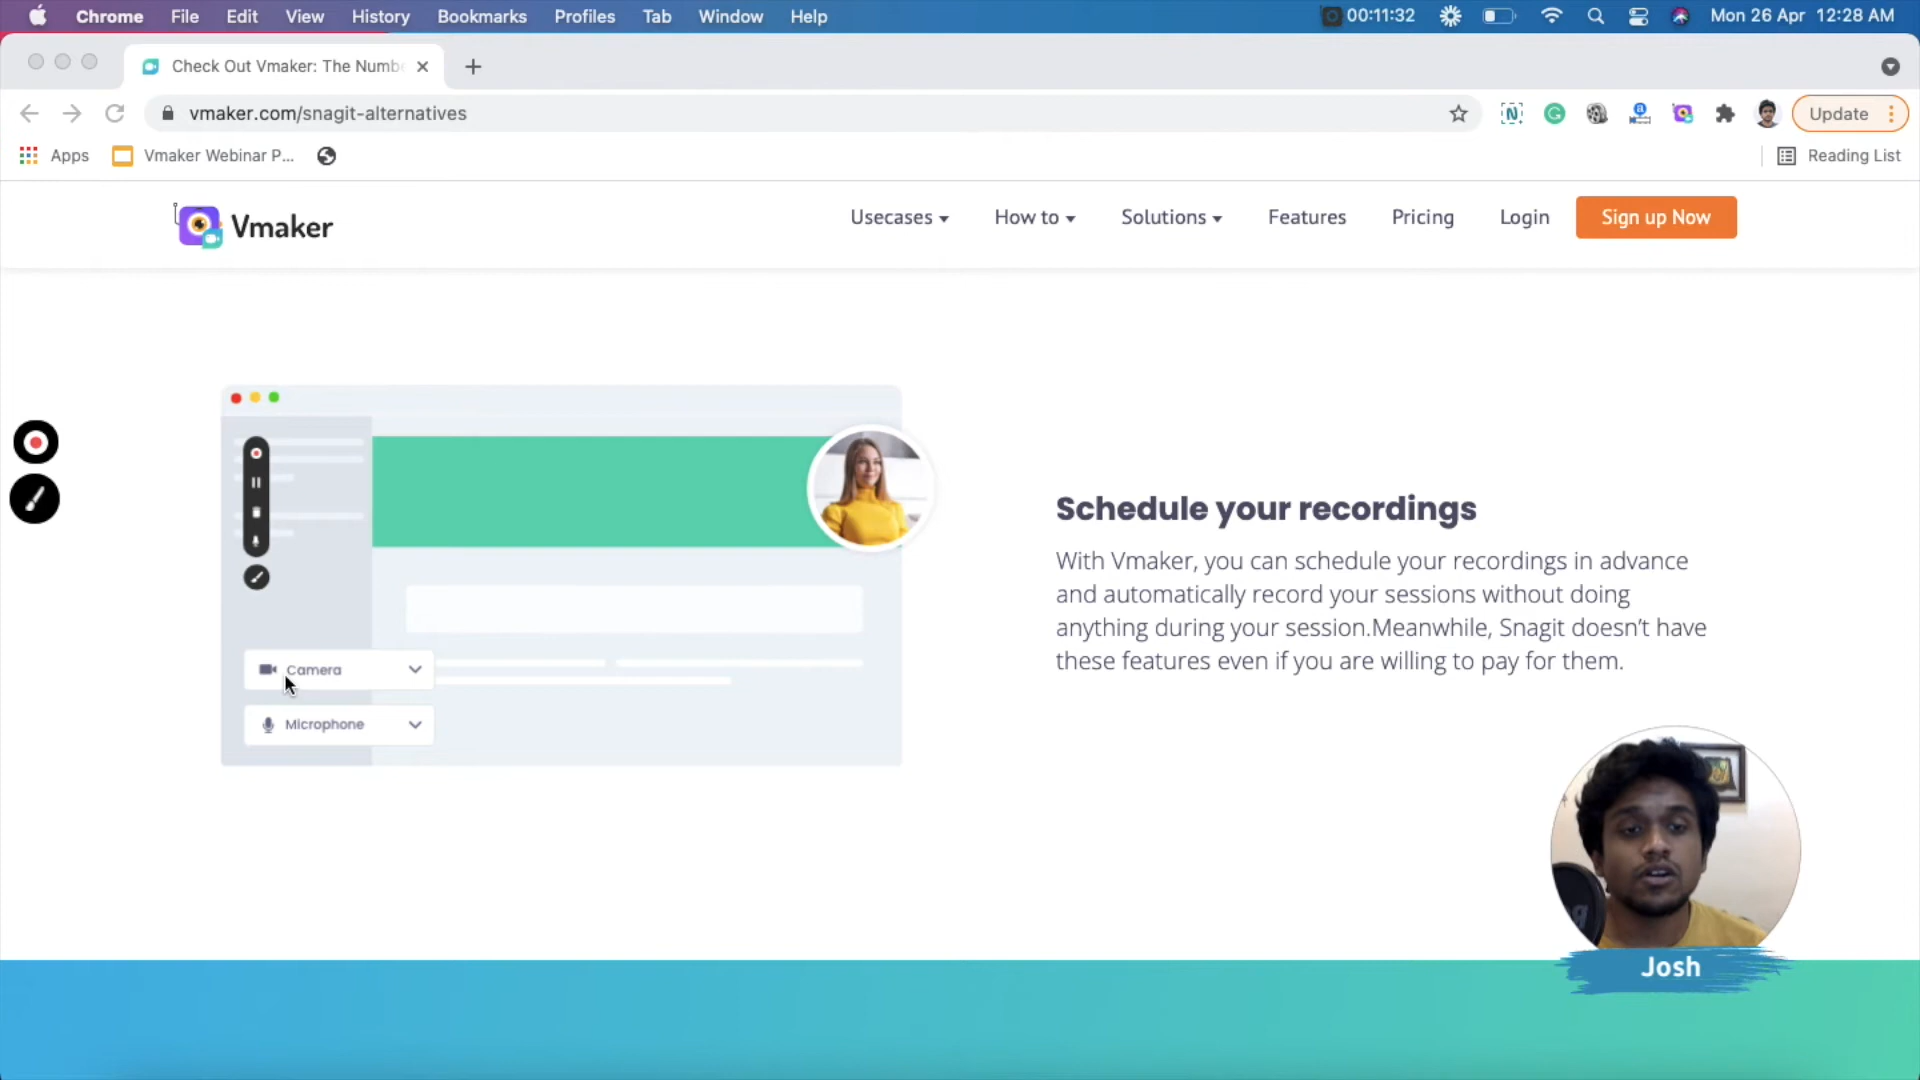 Chrome File Edit View History Bookmarks Profiles Tab Window Help 00:11:32 Mon 26 Apr 12:28 AM
Check Out Vmaker: The Numb
vmaker.com/snagit-alternatives
Update
Apps Vmaker Webinar P... Reading List
Vmaker
Usecases How to Solutions Features Pricing Login Sign up Now
Camera
Microphone
Schedule your recordings
With Vmaker, you can schedule your recordings in advance
and automatically record your sessions without doing
anything during your session.Meanwhile, Snagit doesn't have
these features even if you are willing to pay for them.
Josh